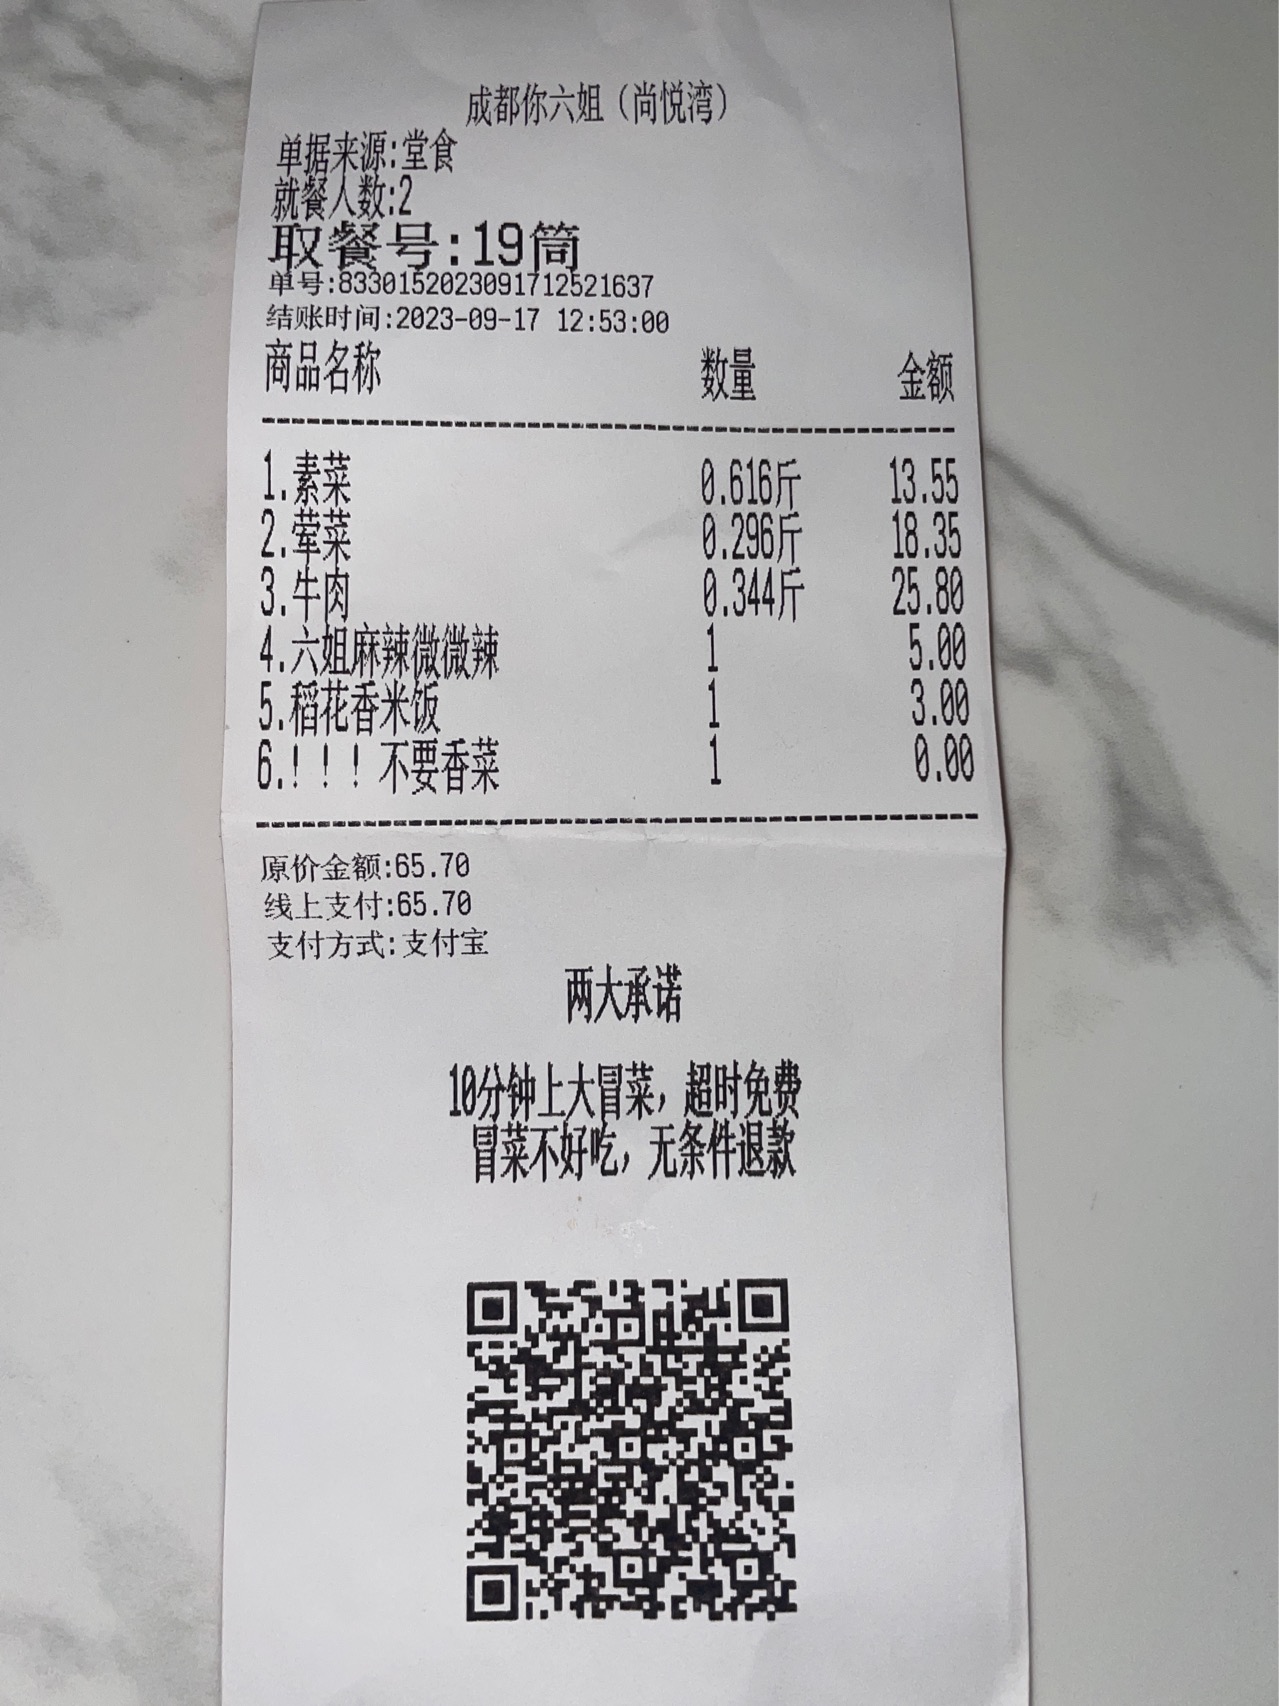 成都你六姐（尚悦湾）
单据来源:堂食
就餐人数:2
取餐号:19筒
单号:8330152023091712521637
结账时间:2023-09-17 12:53:00
商品名称 数量 金额
1.素菜 0.616斤 13.55
2.荤菜 0.296斤 18.35
3.牛肉 0.344斤 25.80
4.六姐麻辣微微辣 1 5.00
5.稻花香米饭 1 3.00
6.！！！不要香菜 1 0.00
原价金额:65.70
线上支付:65.70
支付方式:支付宝
两大承诺
10分钟上大冒菜，超时免费
冒菜不好吃，无条件退款